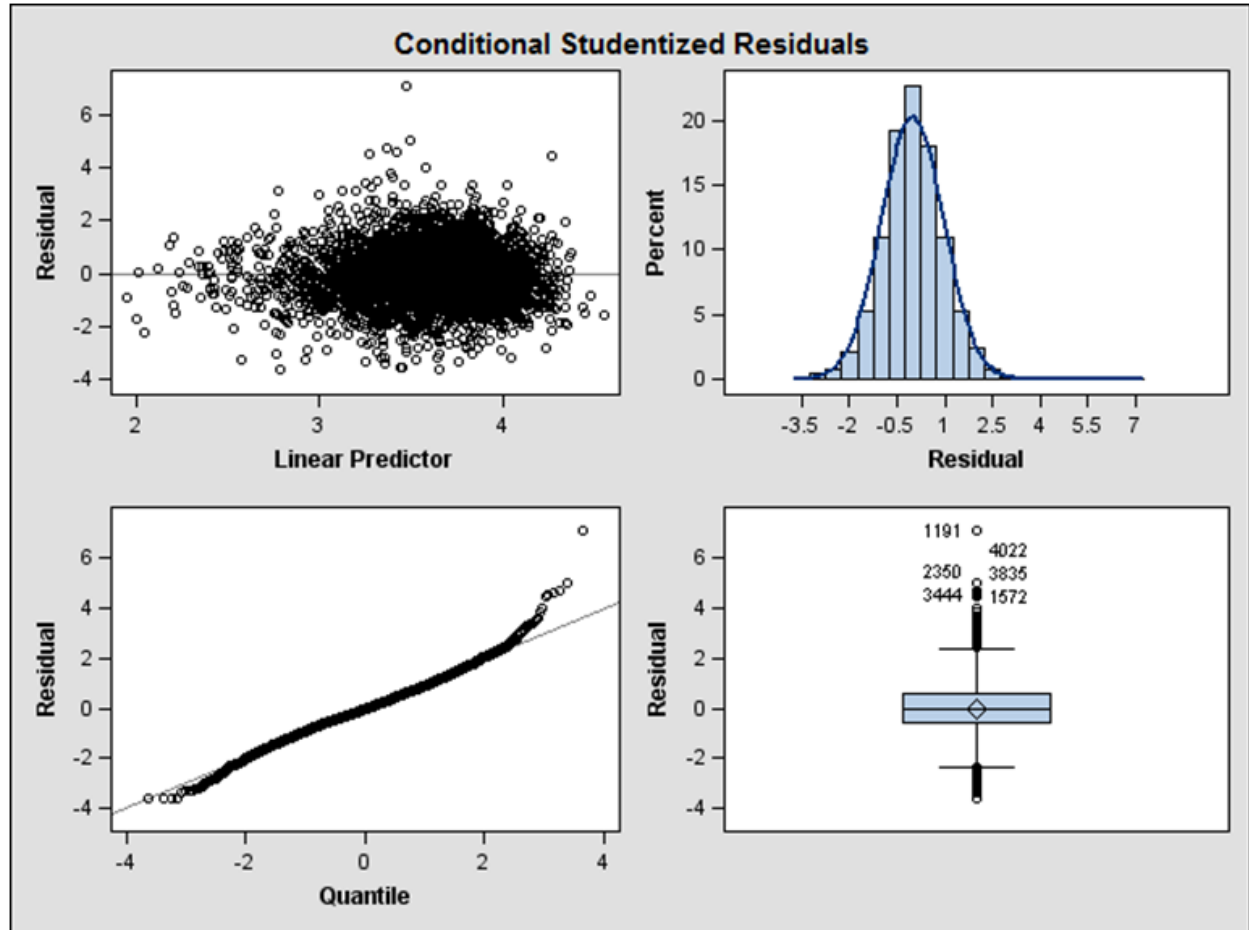 Conditional Studentized Residuals
Residual
6
4
2
0
-2
-4
2 3 4
Linear Predictor
Percent
20
15
10
5
0
-3.5 -2 -0.5 1 2.5 4 5.5 7
Residual
Residual
6
4
2
0
-2
-4
-4 -2 0 2 4
Quantile
Residual
6
4
2
0
-2
-4
1191
4022
2350 3835
3444 1572